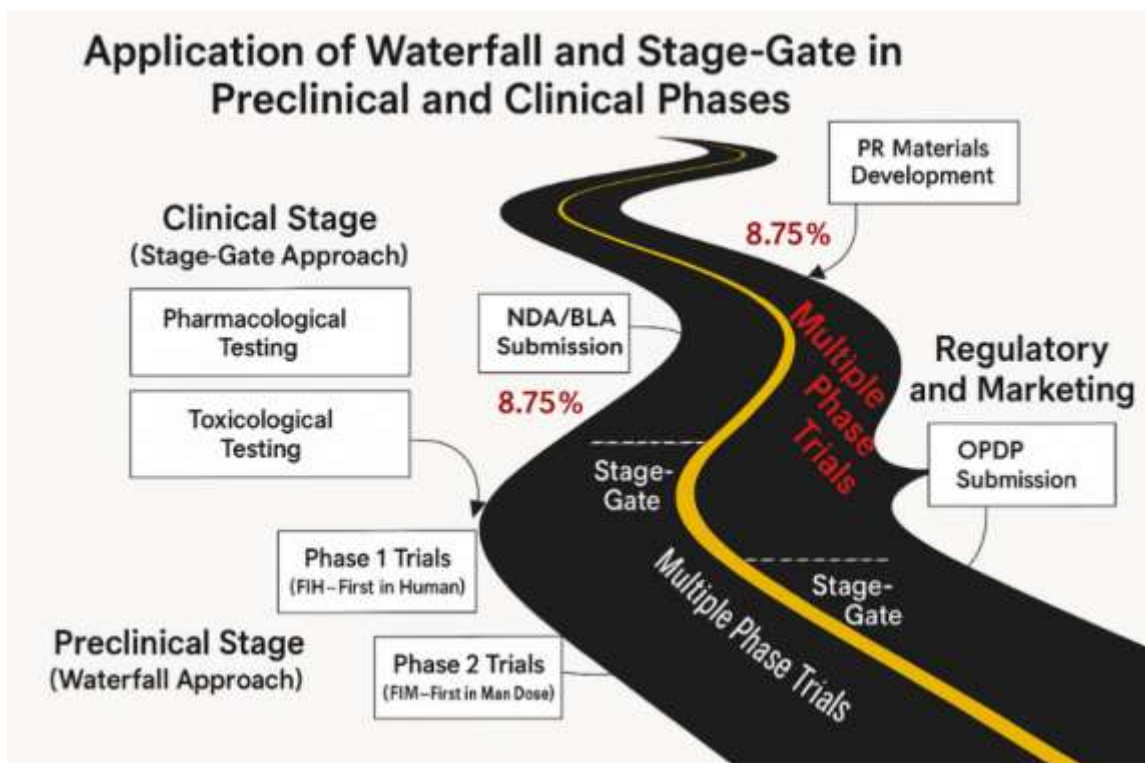 Application of Waterfall and Stage-Gate in
Preclinical and Clinical Phases
PR Materials
Development
8.75%
Clinical Stage
(Stage-Gate Approach)
Pharmacological
Testing
Toxicological
Testing
NDA/BLA
Submission
8.75%
Multiple
Phase
Trials
Regulatory
and Marketing
OPDP
Submission
Stage-
Gate
Stage-
Gate
Multiple Phase Trials
Phase 1 Trials
(FIH–First in Human)
Preclinical Stage
(Waterfall Approach)
Phase 2 Trials
(FIM–First in Man Dose)